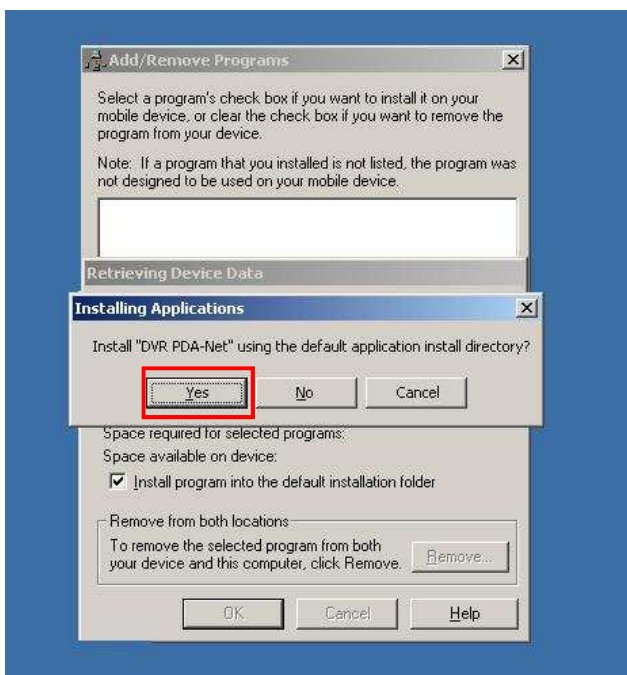 Add/Remove Programs
Select a program's check box if you want to install it on your
mobile device, or clear the check box if you want to remove the
program from your device.
Note: If a program that you installed is not listed, the program was
not designed to be used on your mobile device.
Retrieving Device Data
Installing Applications
Install "DVR PDA-Net" using the default application install directory?
Yes No Cancel
Space required for selected programs:
Space available on device:
Install program into the default installation folder
Remove from both locations
To remove the selected program from both
your device and this computer, click Remove.
Remove...
OK Cancel Help